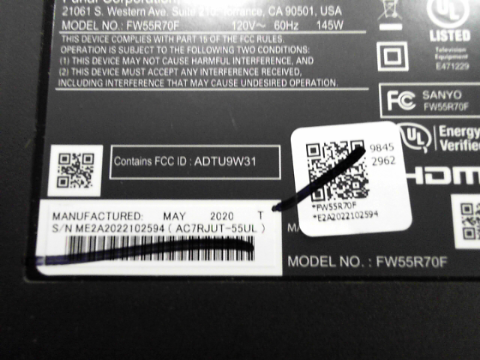 21061 S. Western Ave. Suite 210, Torrance, CA 90501, USA
MODEL NO.: FW55R70F 120V~ 60Hz 145W
THIS DEVICE COMPLIES WITH PART 15 OF THE FCC RULES.
OPERATION IS SUBJECT TO THE FOLLOWING TWO CONDITIONS:
(1) THIS DEVICE MAY NOT CAUSE HARMFUL INTERFERENCE, AND
(2) THIS DEVICE MUST ACCEPT ANY INTERFERENCE RECEIVED,
INCLUDING INTERFERENCE THAT MAY CAUSE UNDESIRED OPERATION.
UL
LISTED
Television
Equipment
E471229
FC SANYO
FW55R70F
UL Energy
Verified
HDMI
Contains FCC ID : ADTU9W31
9845
2962
*FW55R70F
*E2A2022102594
MANUFACTURED: MAY 2020 T
S/N ME2A2022102594 ( AC7RJUT-55UL )
MA
MODEL NO. : FW55R70F